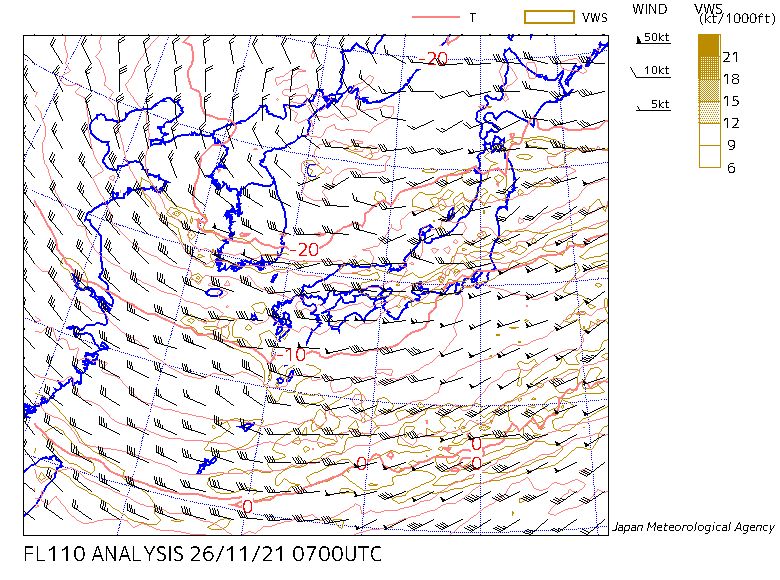 T VWS
WIND
50kt
10kt
5kt
VWS
(kt/1000ft)
21
18
15
12
9
6
-20
C
-20
-10
0
0
0
0
Japan Meteorological Agency
FL110 ANALYSIS 26/11/21 0700UTC